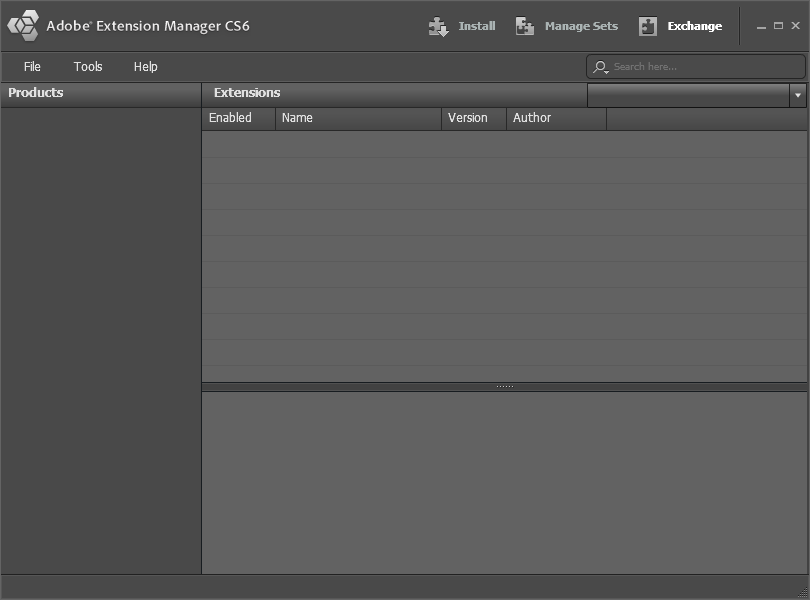 Adobe® Extension Manager CS6
Install Manage Sets Exchange
File Tools Help
Search here...
Products Extensions
Enabled Name Version Author